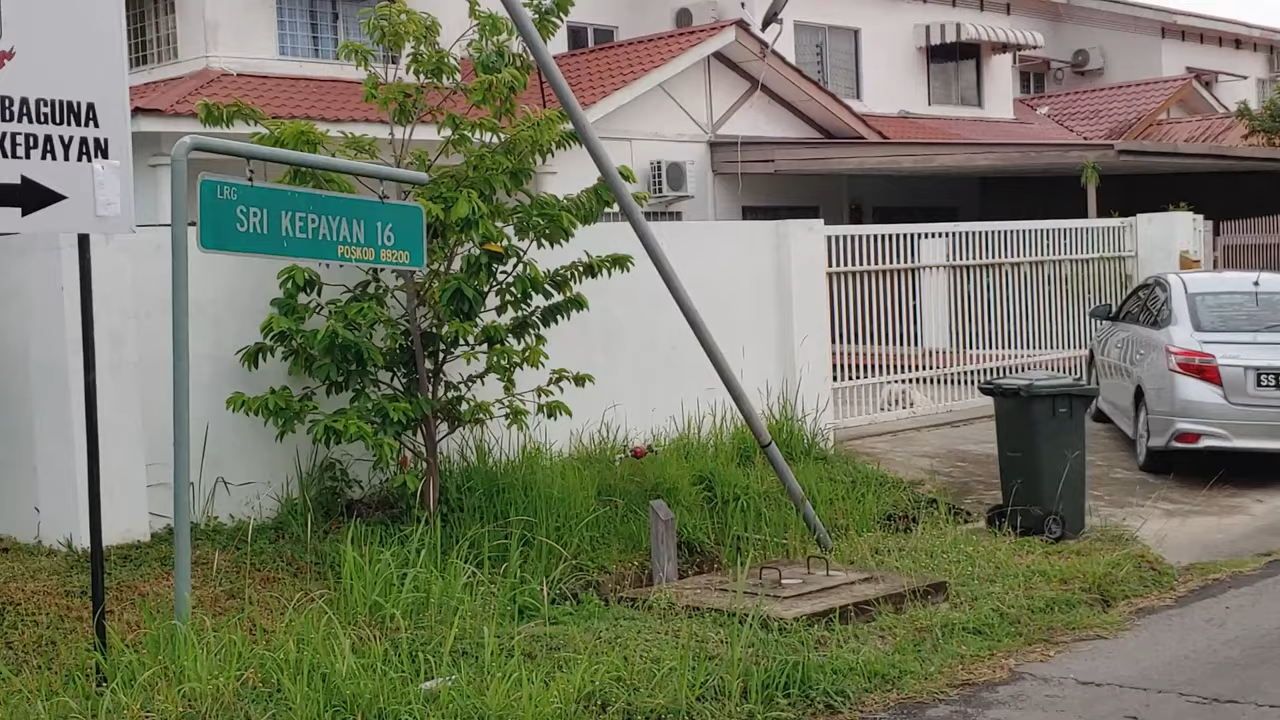 BAGUNA
KEPAYAN
LRG
SRI KEPAYAN 16
POSKOD 88200
SS